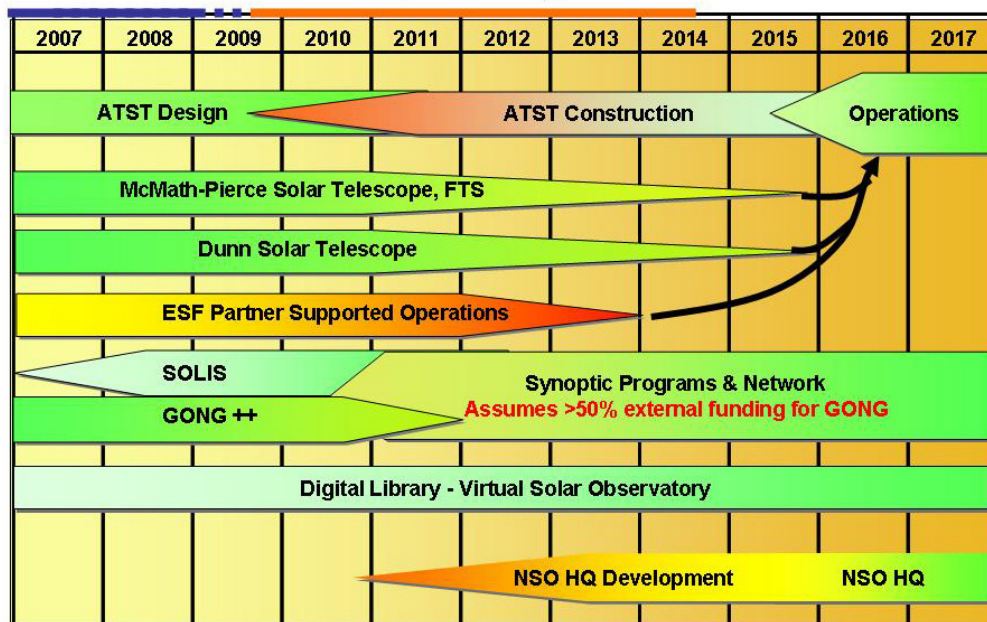 2007 2008 2009 2010 2011 2012 2013 2014 2015 2016 2017
ATST Design ATST Construction Operations
McMath-Pierce Solar Telescope, FTS
Dunn Solar Telescope
ESF Partner Supported Operations
SOLIS
Synoptic Programs & Network
GONG ++
Assumes >50% external funding for GONG
Digital Library - Virtual Solar Observatory
NSO HQ Development NSO HQ